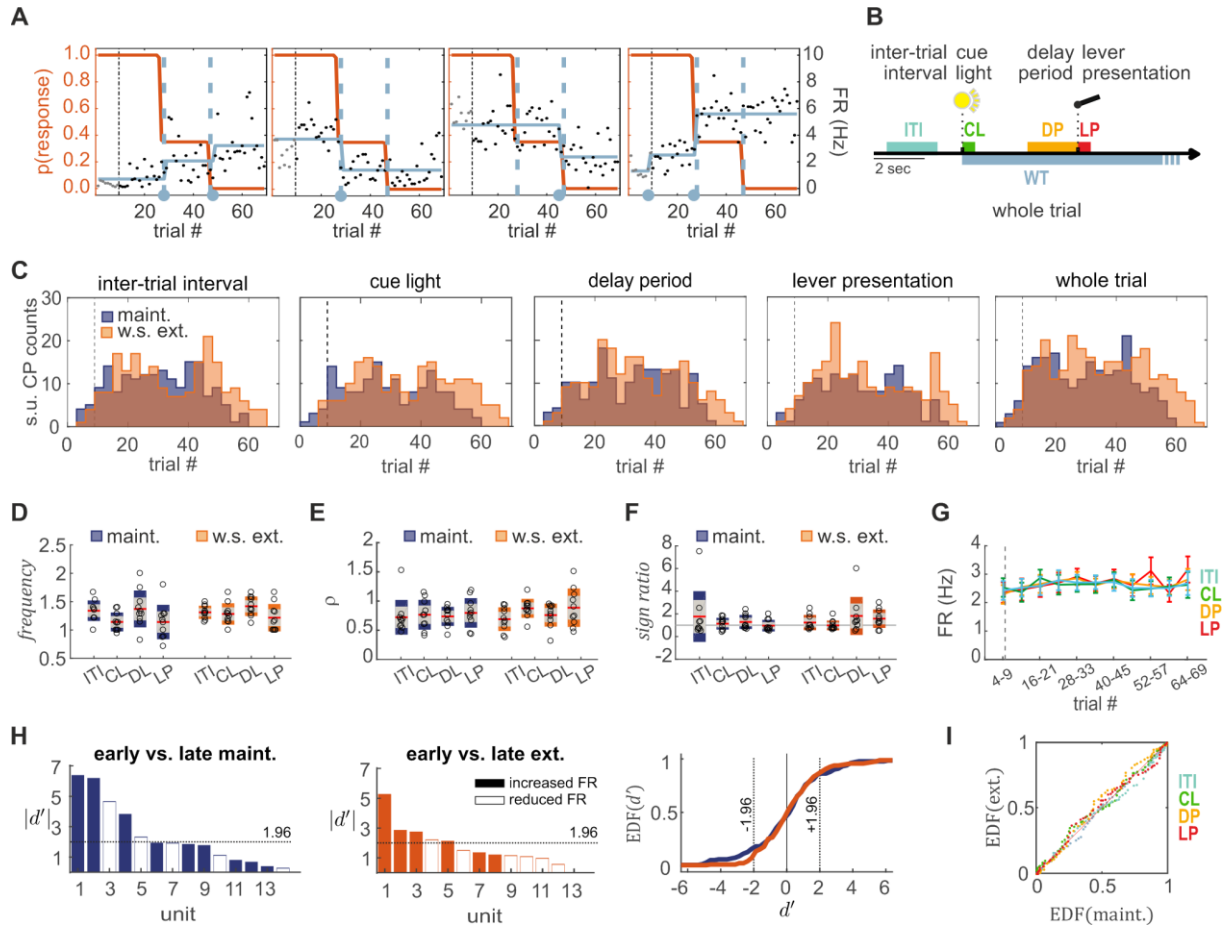 A
p(response)
1.0
0.8
0.6
0.4
0.2
0.0
20 40 60
20 40 60
20 40 60
20 40 60
trial #
trial #
trial #
trial #
10
8
6
4
2
0
FR (Hz)
B
inter-trial cue
interval light
delay lever
period presentation
ITI
CL
DP
LP
2 sec
WT
whole trial
C
inter-trial interval
cue light
delay period
lever presentation
whole trial
maint.
w.s. ext.
s.u. CP counts
30
20
10
0
0 20 40 60
0 20 40 60
0 20 40 60
0 20 40 60
0 20 40 60
trial #
trial #
trial #
trial #
trial #
D
maint.
w.s. ext.
frequency
2.5
2
1.5
1
0.5
ITI CL DL LP
ITI CL DL LP
E
maint.
w.s. ext.
ρ
2
1.5
1
0.5
0
ITI CL DL LP
ITI CL DL LP
F
maint.
w.s. ext.
sign ratio
8
6
4
2
0
-2
ITI CL DL LP
ITI CL DL LP
G
FR (Hz)
4
3
2
1
0
4-9
16-21
28-33
40-45
52-57
64-69
trial #
ITI
CL
DP
LP
H
early vs. late maint.
|d'|
7
5
3
1
1.96
1 3 5 7 9 11 13
unit
early vs. late ext.
increased FR
reduced FR
|d'|
7
5
3
1
1.96
1 3 5 7 9 11 13
unit
EDF(d')
1
0.5
0
-1.96
+1.96
-6 -4 -2 0 2 4 6
d'
I
EDF(ext.)
1
0.5
0
0 0.5 1
EDF(maint.)
ITI
CL
DP
LP